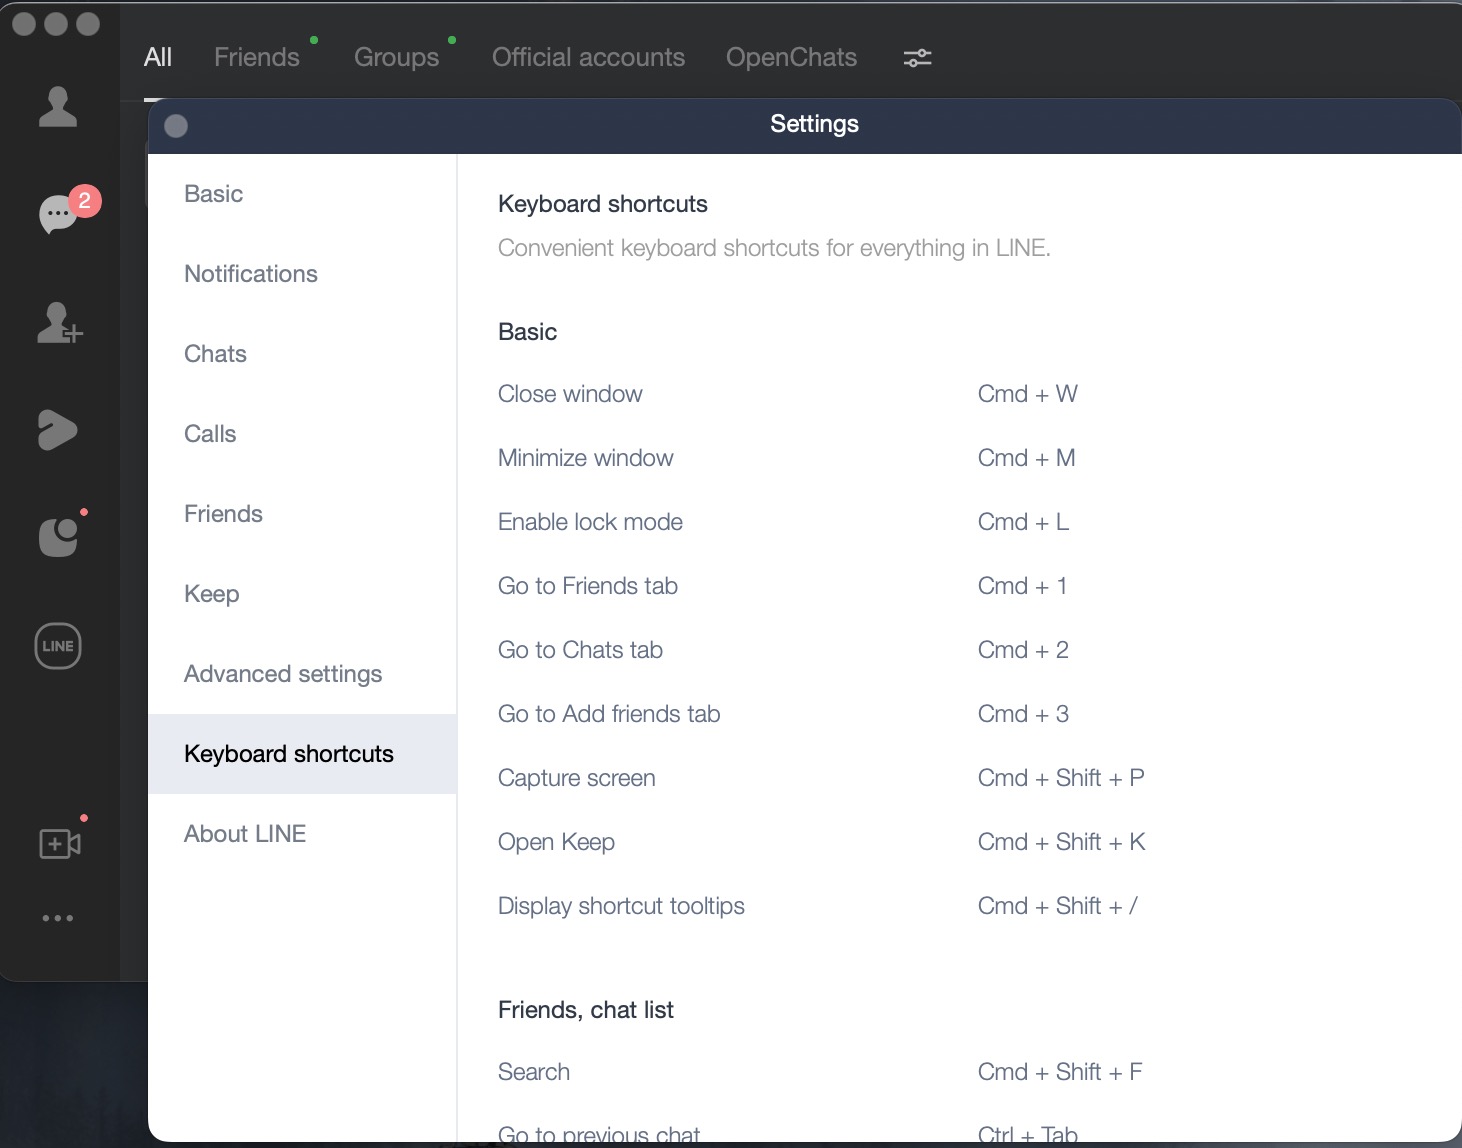 All Friends Groups Official accounts OpenChats
Settings
2
LINE
Basic
Notifications
Chats
Calls
Friends
Keep
Advanced settings
Keyboard shortcuts
About LINE
Keyboard shortcuts
Convenient keyboard shortcuts for everything in LINE.
Basic
Close window Cmd + W
Minimize window Cmd + M
Enable lock mode Cmd + L
Go to Friends tab Cmd + 1
Go to Chats tab Cmd + 2
Go to Add friends tab Cmd + 3
Capture screen Cmd + Shift + P
Open Keep Cmd + Shift + K
Display shortcut tooltips Cmd + Shift + /
Friends, chat list
Search Cmd + Shift + F
Go to previous chat Ctrl + Tab